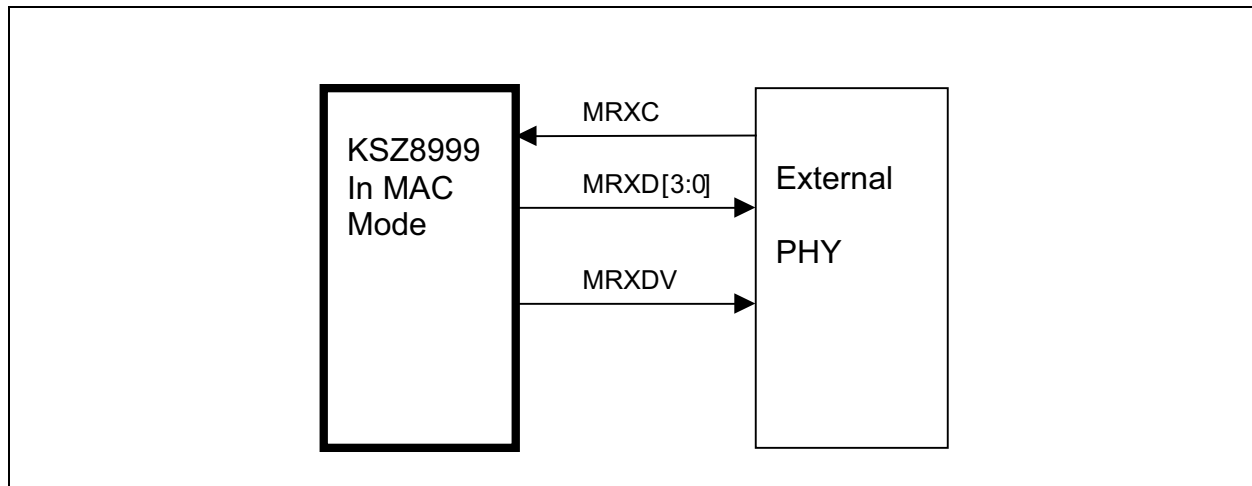 KSZ8999
In MAC
Mode
MRXC
MRXD[3:0]
MRXDV
External
PHY